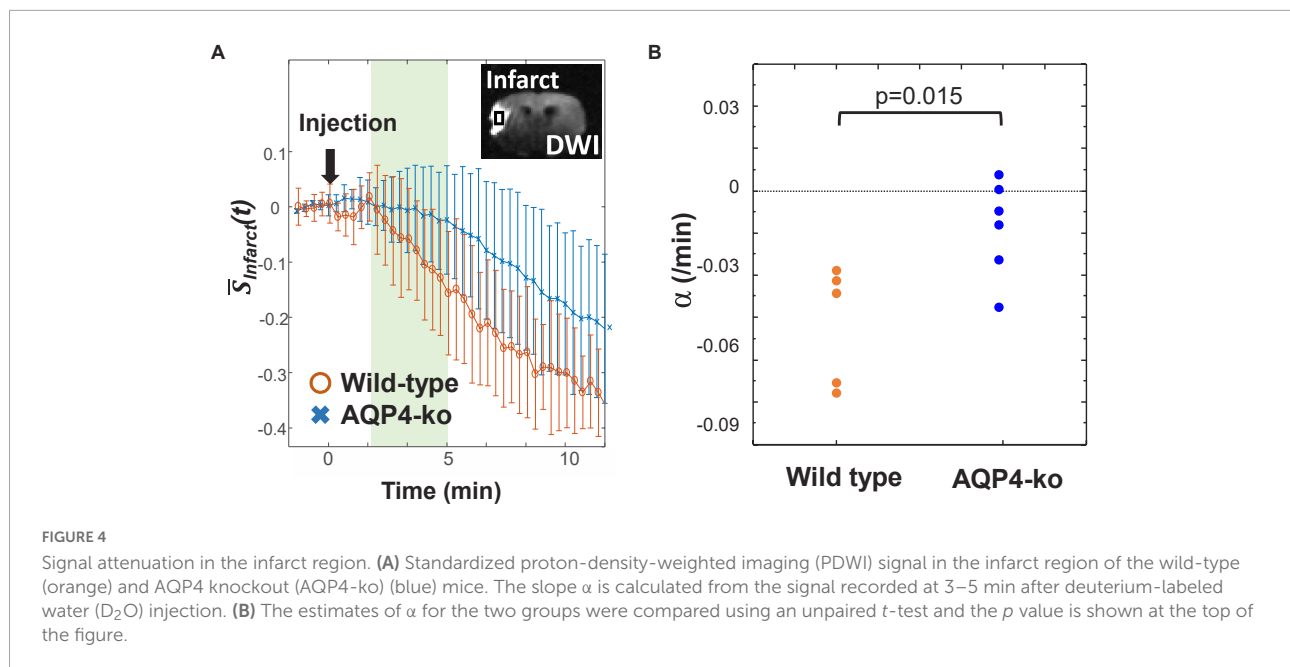 A
Infarct
DWI
Injection
0.1
0
-0.1
-0.2
-0.3
-0.4
S̅Infarct(t)
Wild-type
AQP4-ko
0 5 10
Time (min)
B
p=0.015
0.03
0
-0.03
-0.06
-0.09
α (/min)
Wild type AQP4-ko
FIGURE 4
Signal attenuation in the infarct region. (A) Standardized proton-density-weighted imaging (PDWI) signal in the infarct region of the wild-type
(orange) and AQP4 knockout (AQP4-ko) (blue) mice. The slope α is calculated from the signal recorded at 3–5 min after deuterium-labeled
water (D₂O) injection. (B) The estimates of α for the two groups were compared using an unpaired t-test and the p value is shown at the top of
the figure.